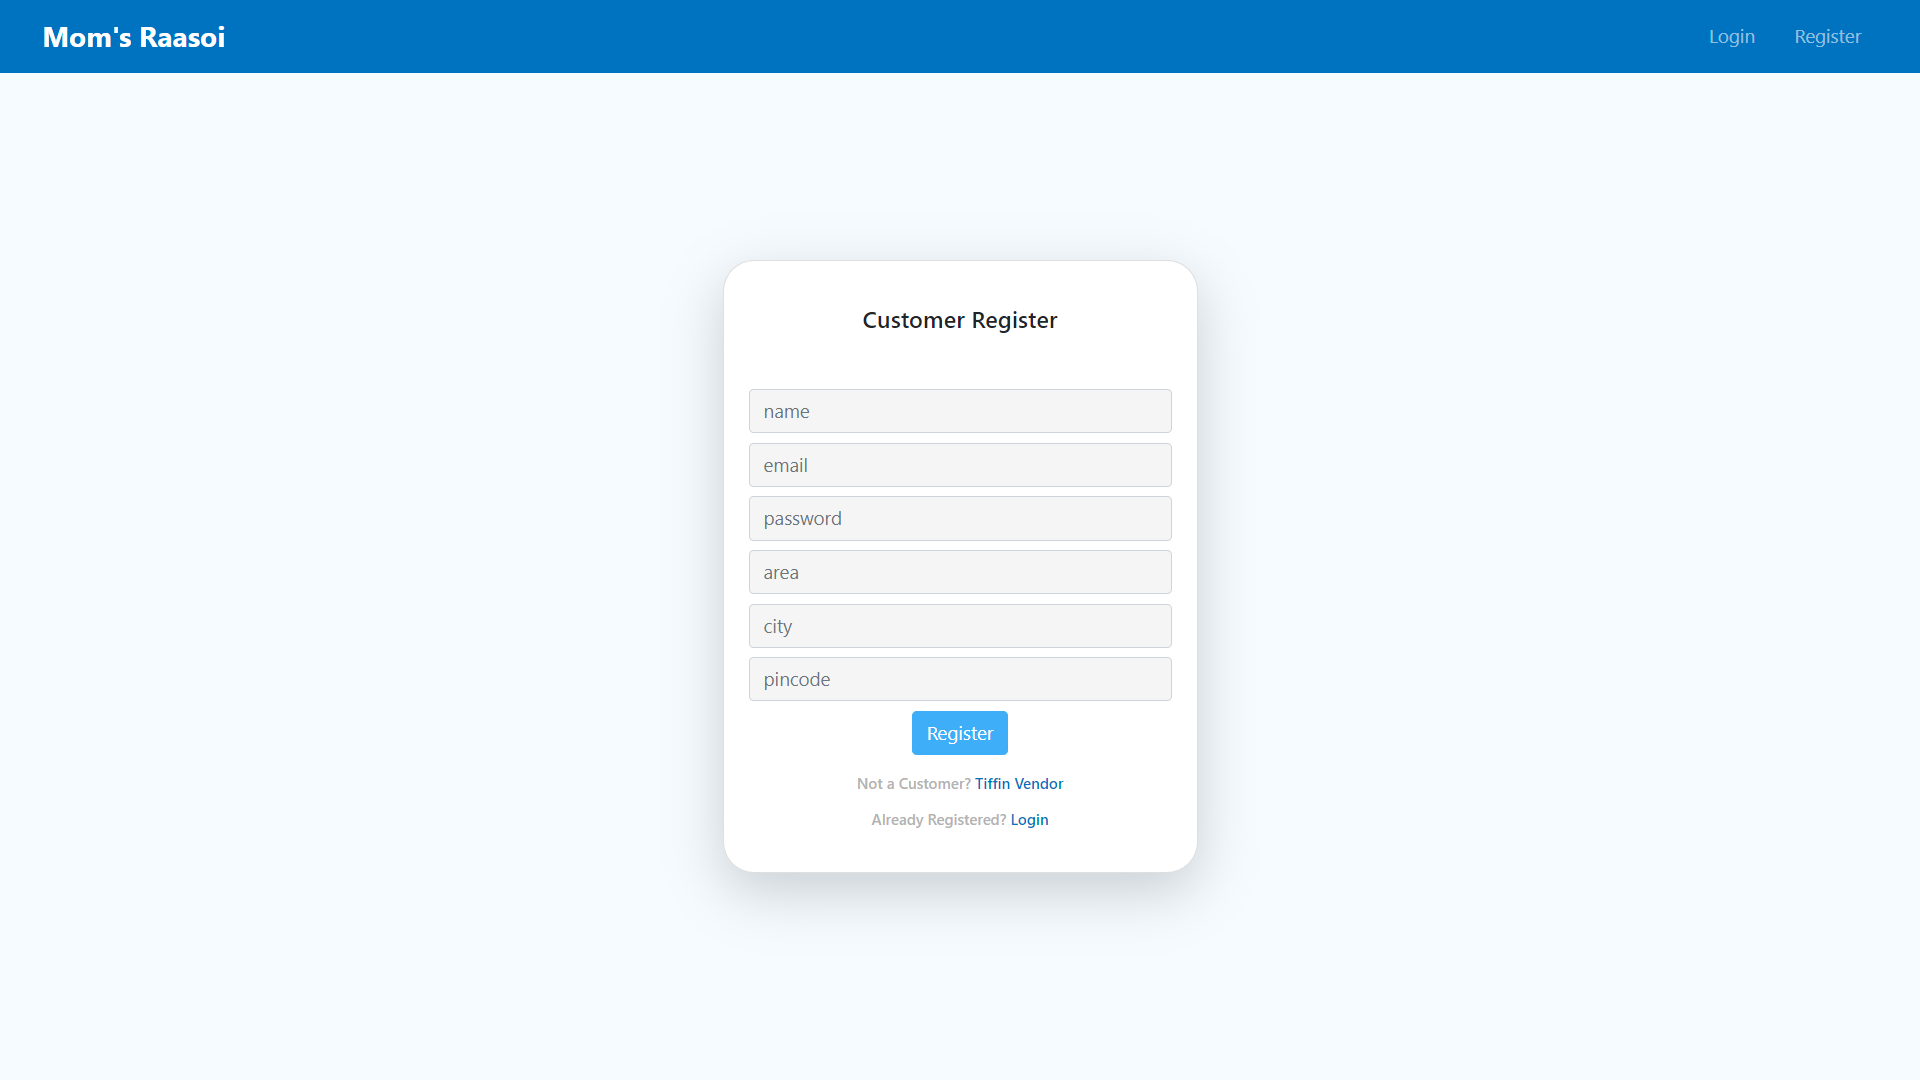 Mom's Raasoi
Login
Register
Customer Register
name
email
password
area
city
pincode
Register
Not a Customer? Tiffin Vendor
Already Registered? Login